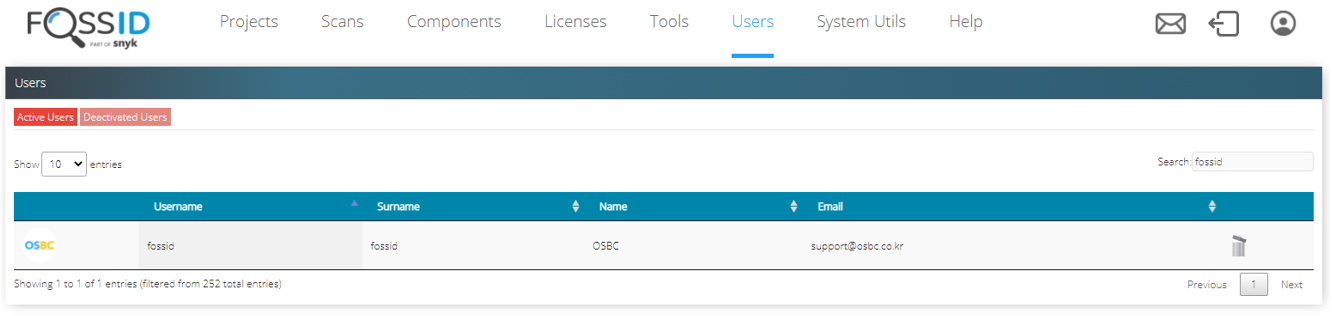 FOSSID
PART OF snyk
Projects Scans Components Licenses Tools Users System Utils Help
Users
Active Users Deactivated Users
Show 10 entries
Search: fossid
Username Surname Name Email
OSBC fossid fossid OSBC support@osbc.co.kr
Showing 1 to 1 of 1 entries (filtered from 252 total entries)
Previous 1 Next